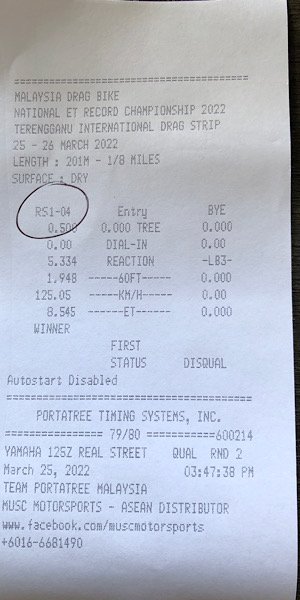 ==================================
MALAYSIA DRAG BIKE
NATIONAL ET RECORD CHAMPIONSHIP 2022
TERENGGANU INTERNATIONAL DRAG STRIP
25 - 26 MARCH 2022
LENGTH : 201M - 1/8 MILES
SURFACE : DRY
RS1-04 Entry BYE
0.500 0.000 TREE 0.000
0.00 DIAL-IN 0.00
5.334 REACTION -LB3-
1.948 -----60FT----- 0.000
125.05 -----KM/H----- 0.00
8.545 ------ET------ 0.000
WINNER
FIRST
STATUS DISQUAL
Autostart Disabled
===================================
PORTATREE TIMING SYSTEMS, INC.
============== 79/80 ===========600214
YAMAHA 125Z REAL STREET QUAL RND 2
March 25, 2022 03:47:38 PM
TEAM PORTATREE MALAYSIA
MUSC MOTORSPORTS - ASEAN DISTRIBUTOR
www.facebook.com/muscmotorsports
+6016-6681490